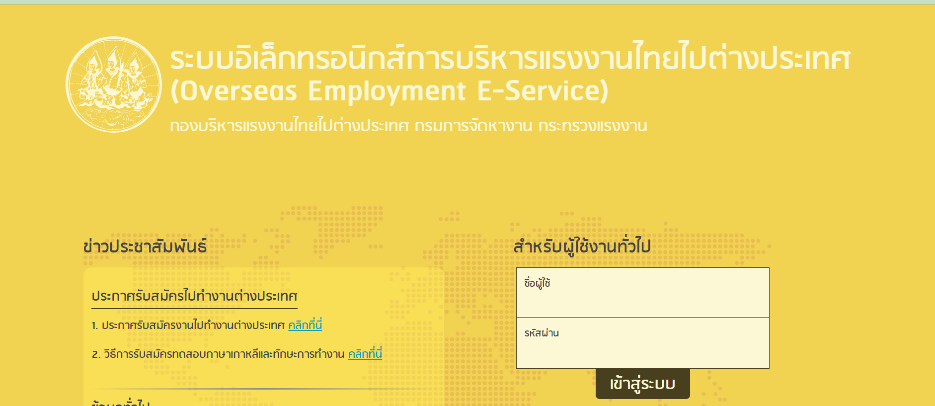 ระบบอิเล็กทรอนิกส์การบริหารแรงงานไทยไปต่างประเทศ
(Overseas Employment E-Service)
กองบริหารแรงงานไทยไปต่างประเทศ กรมการจัดหางาน กระทรวงแรงงาน
ข่าวประชาสัมพันธ์
ประกาศรับสมัครไปทำงานต่างประเทศ
1. ประกาศรับสมัครงานไปทำงานต่างประเทศ คลิกที่นี่
2. วิธีการรับสมัครทดสอบภาษาเกาหลีและทักษะการทำงาน คลิกที่นี่
สำหรับผู้ใช้งานทั่วไป
ชื่อผู้ใช้
รหัสผ่าน
เข้าสู่ระบบ